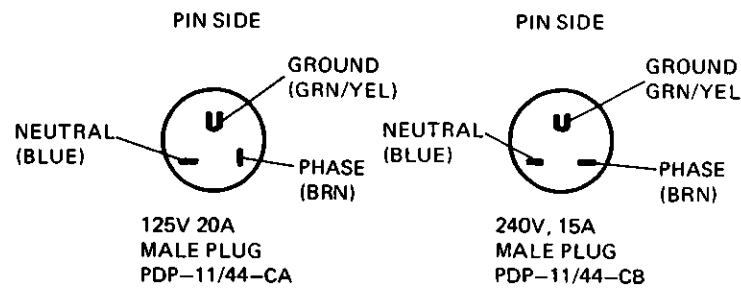 PIN SIDE
GROUND
(GRN/YEL)
NEUTRAL
(BLUE)
PHASE
(BRN)
125V 20A
MALE PLUG
PDP–11/44–CA
PIN SIDE
GROUND
GRN/YEL
NEUTRAL
(BLUE)
PHASE
(BRN)
240V, 15A
MALE PLUG
PDP–11/44–CB